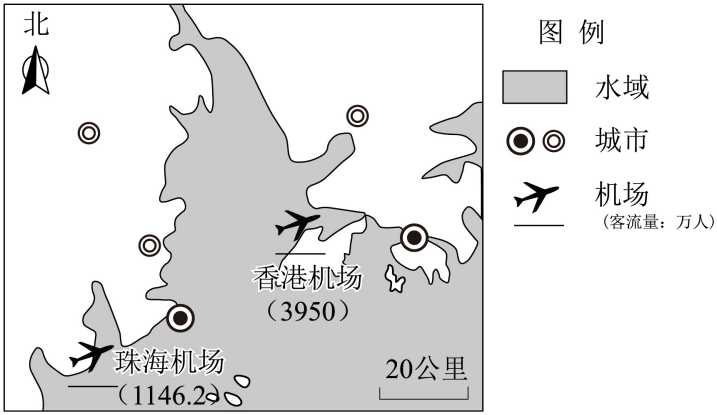 北
图 例
水域
城市
机场
(客流量：万人)
香港机场
（3950）
珠海机场
（1146.2）
20公里